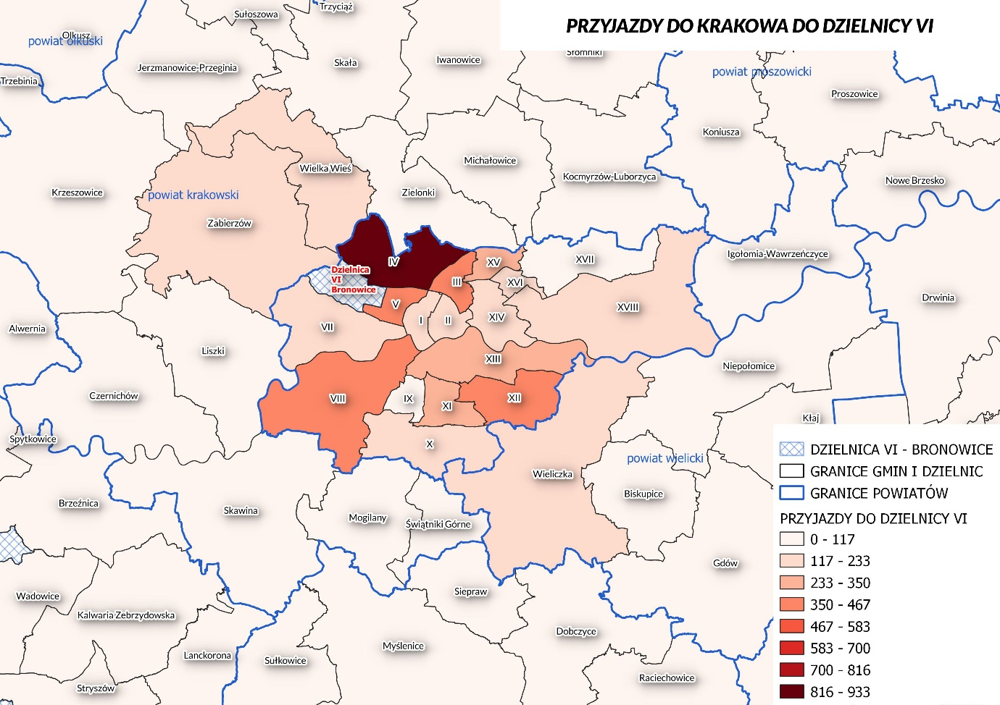 PRZYJAZDY DO KRAKOWA DO DZIELNICY VI
Trzyciąż
Sułoszowa
Olkusz
powiat olkuski
Słomniki
Iwanowice
Skała
Jerzmanowice-Przeginia
powiat proszowicki
Trzebinia
Proszowice
Koniusza
Michałowice
Wielka Wieś
Kocmyrzów-Luborzyca
Nowe Brzesko
Krzeszowice
powiat krakowski
Zielonki
Zabierzów
Igołomia-Wawrzeńczyce
IV
XV
XVII
Dzielnica
VI
Bronowice
III
XVI
Drwinia
V
XVIII
I
II
XIV
VII
Alwernia
Liszki
XIII
Niepołomice
Czernichów
VIII
IX
XI
XII
Kłaj
Spytkowice
X
powiat wielicki
Wieliczka
Biskupice
Brzeźnica
Skawina
Mogilany
Świątniki Górne
Gdów
Siepraw
Wadowice
Kalwaria Zebrzydowska
Dobczyce
Myślenice
Lanckorona
Sułkowice
Raciechowice
Stryszów
DZIELNICA VI - BRONOWICE
GRANICE GMIN I DZIELNIC
GRANICE POWIATÓW
PRZYJAZDY DO DZIELNICY VI
0 - 117
117 - 233
233 - 350
350 - 467
467 - 583
583 - 700
700 - 816
816 - 933